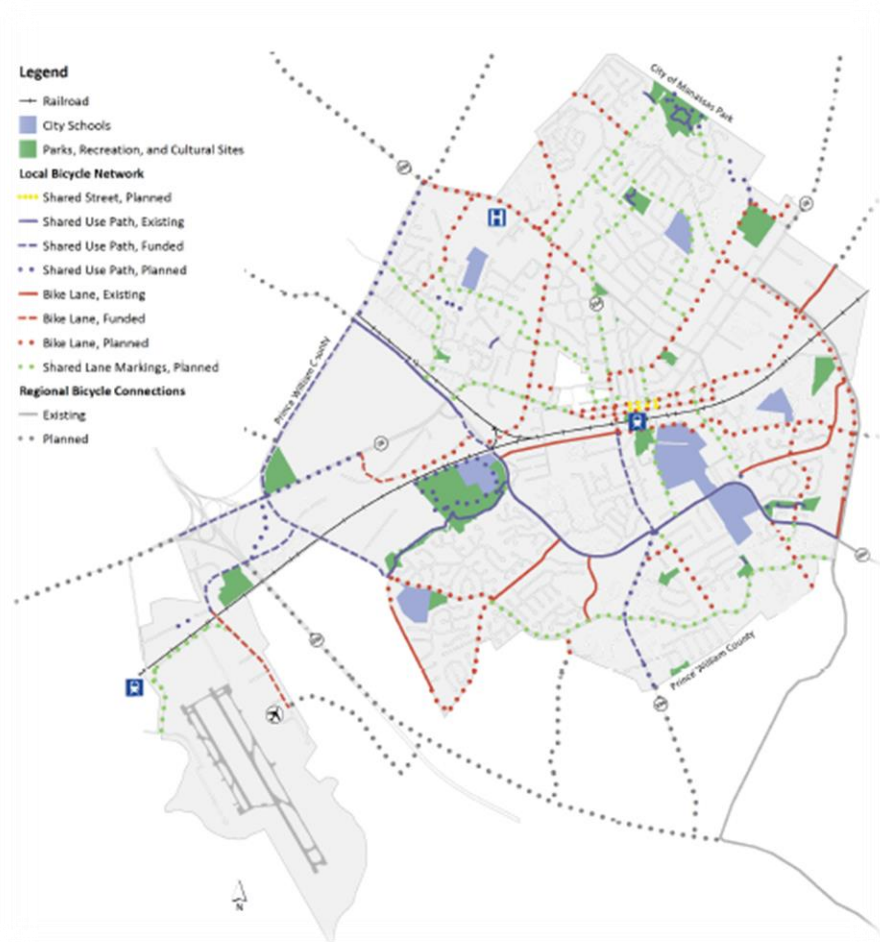 City of Manassas Park
Legend
Railroad
City Schools
Parks, Recreation, and Cultural Sites
Local Bicycle Network
Shared Street, Planned
Shared Use Path, Existing
Shared Use Path, Funded
Shared Use Path, Planned
Bike Lane, Existing
Bike Lane, Funded
Bike Lane, Planned
Shared Lane Markings, Planned
Regional Bicycle Connections
Existing
Planned
H
Prince William County
Prince William County
N